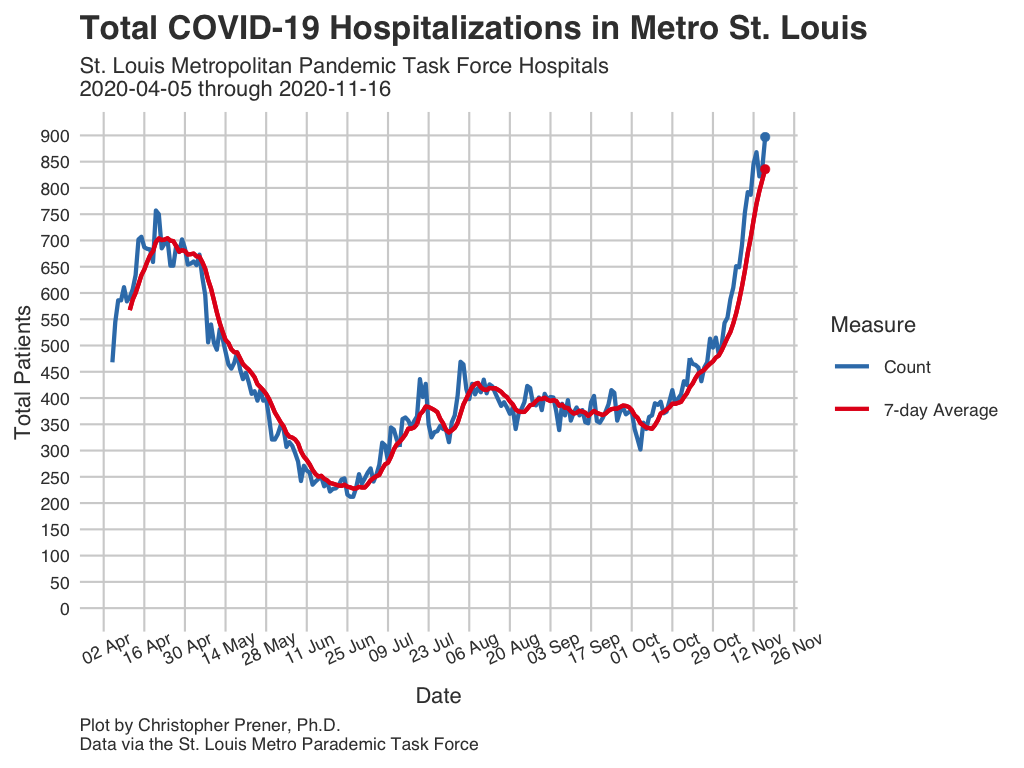 Total COVID-19 Hospitalizations in Metro St. Louis
St. Louis Metropolitan Pandemic Task Force Hospitals
2020-04-05 through 2020-11-16
900
850
800
750
700
650
600
550
500
450
400
350
300
250
200
150
100
50
0
Total Patients
02 Apr
16 Apr
30 Apr
14 May
28 May
11 Jun
25 Jun
09 Jul
23 Jul
06 Aug
20 Aug
03 Sep
17 Sep
01 Oct
15 Oct
29 Oct
12 Nov
26 Nov
Date
Measure
Count
7-day Average
Plot by Christopher Prener, Ph.D.
Data via the St. Louis Metro Parademic Task Force